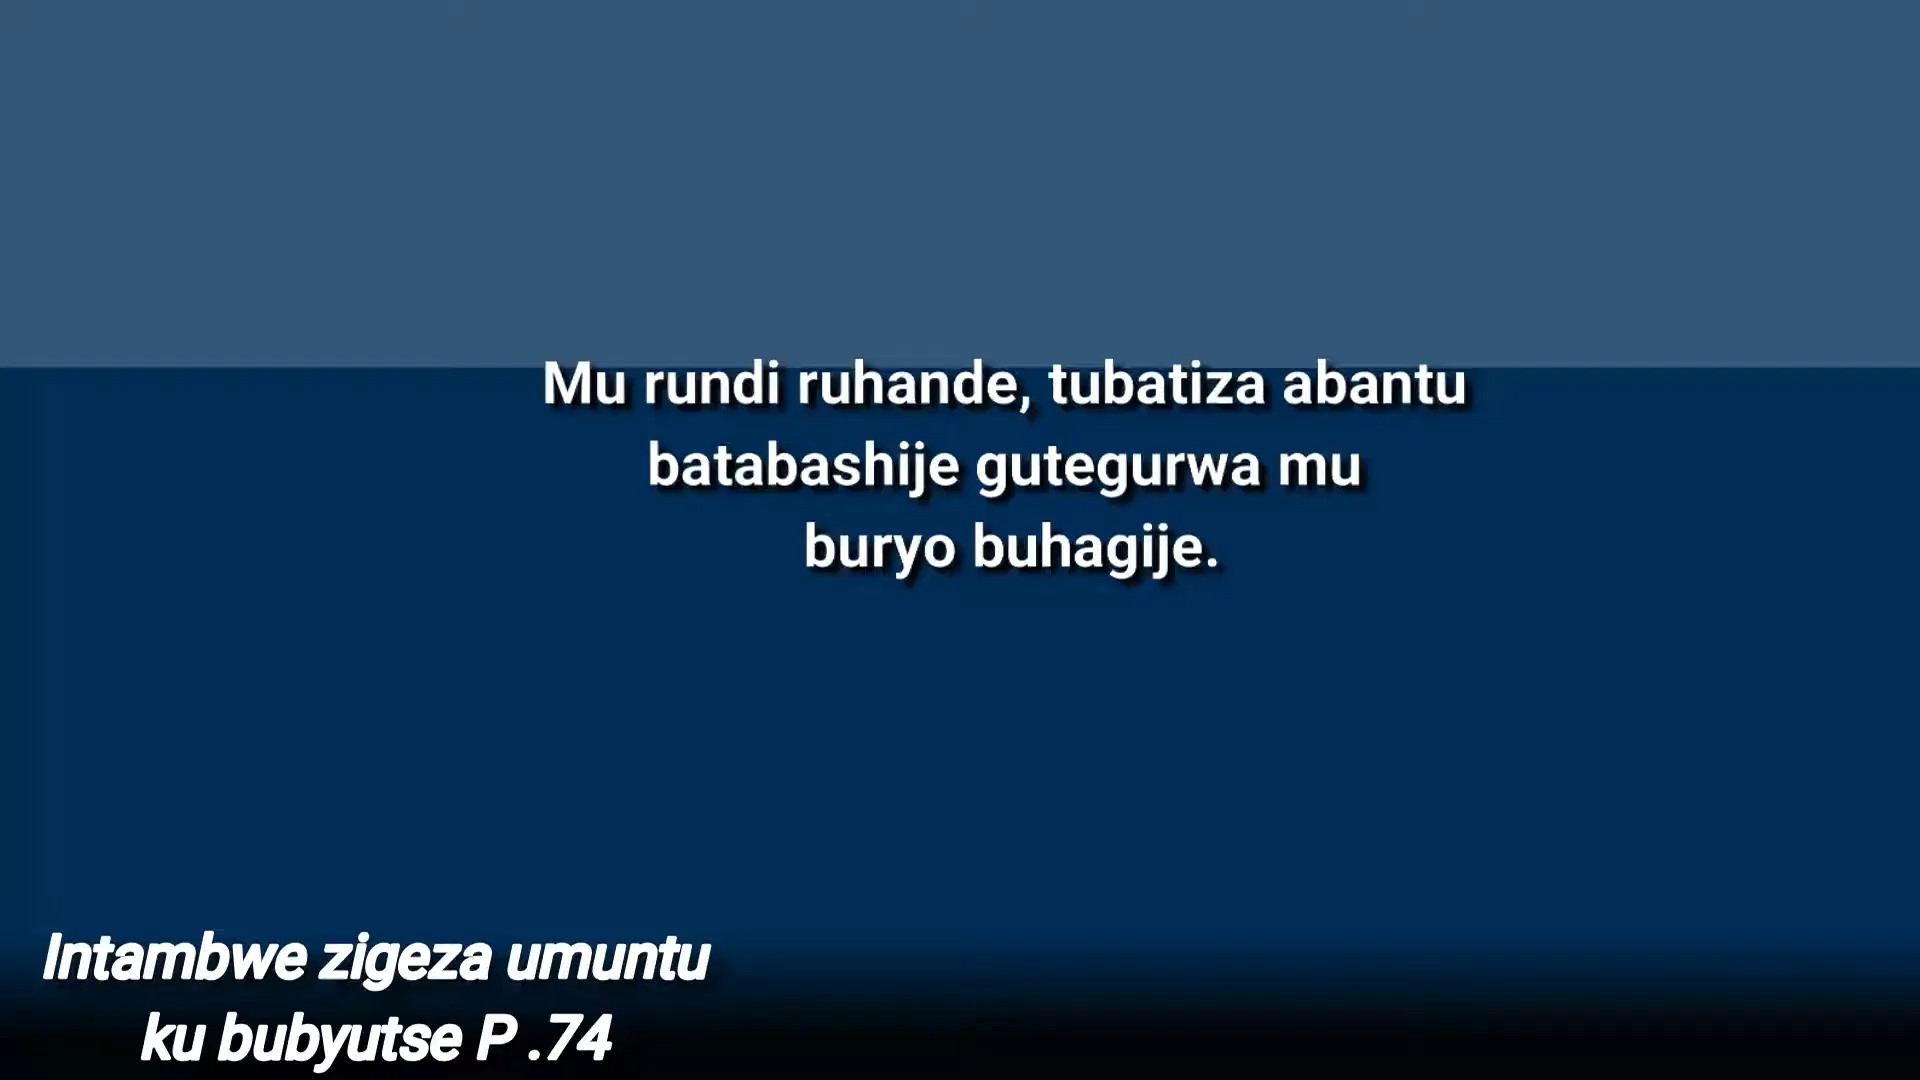 Mu rundi ruhande, tubatiza abantu
batabashije gutegurwa mu
buryo buhagije.
Intambwe zigeza umuntu
ku bubyutse P .74